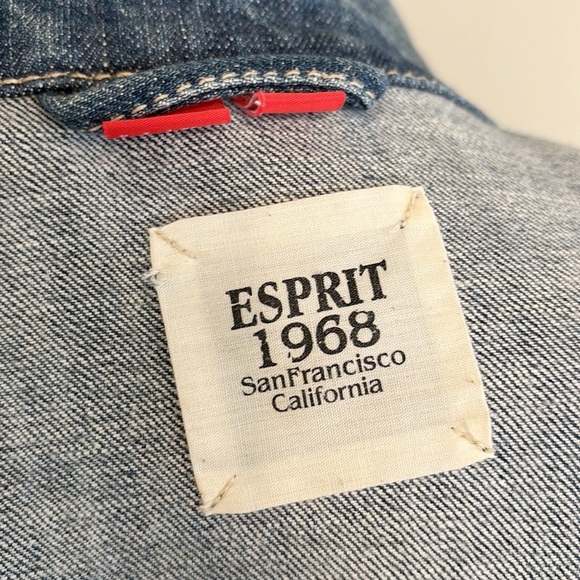 ESPRIT
1968
SanFrancisco
California